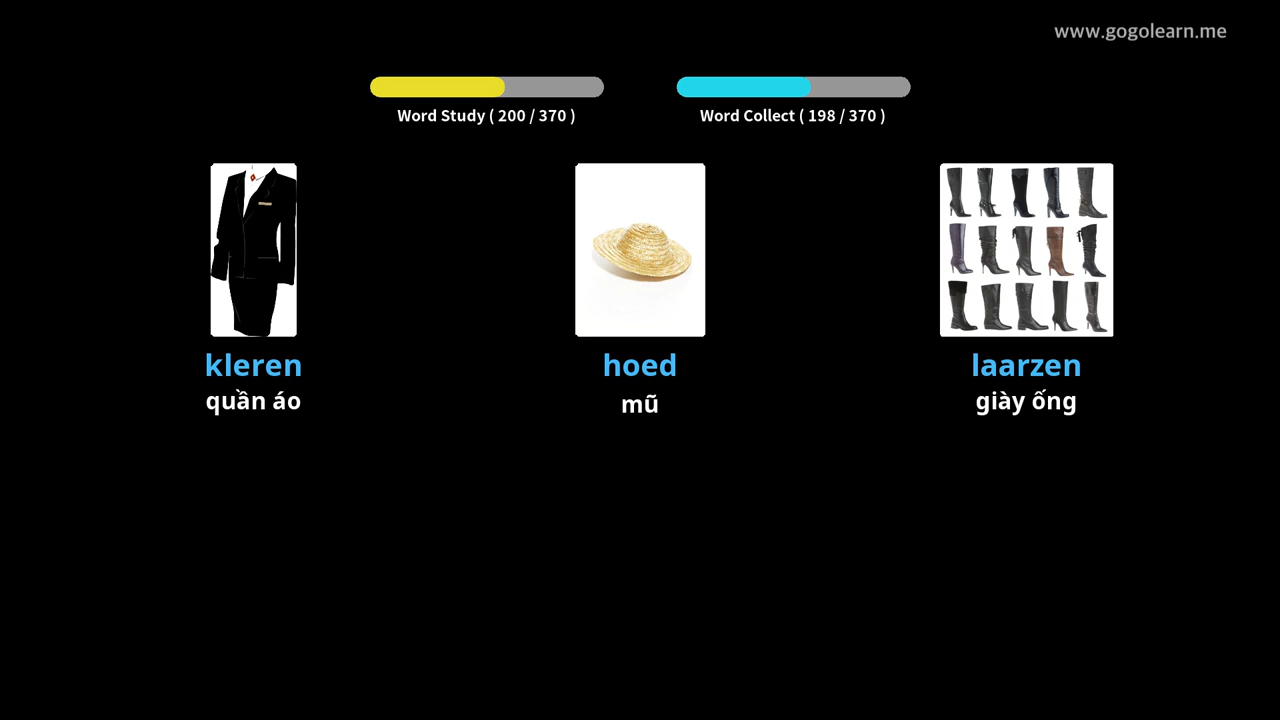 www.gogolearn.me
Word Study ( 200 / 370 )
Word Collect ( 198 / 370 )
kleren
quần áo
hoed
mũ
laarzen
giày ống